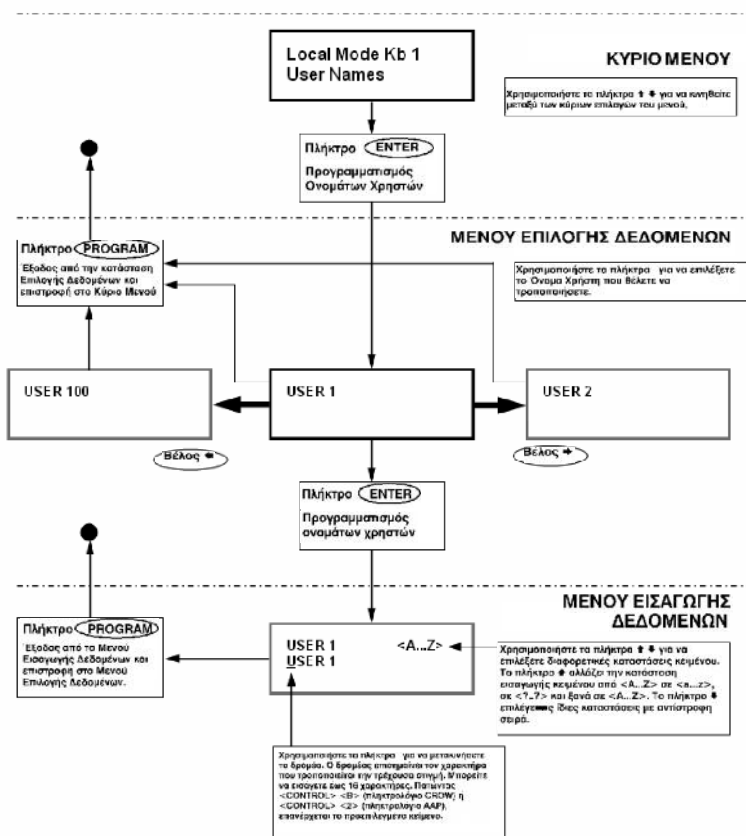 Local Mode Kb 1
User Names
ΚΥΡΙΟ ΜΕΝΟΥ
Χρησιμοποιήστε τα πλήκτρα ⬆ ⬇ για να κινηθείτε
μεταξύ των κύριων επιλογών του μενού.
Πλήκτρο ENTER
Προγραμματισμός
Ονομάτων Χρηστών
ΜΕΝΟΥ ΕΠΙΛΟΓΗΣ ΔΕΔΟΜΕΝΩΝ
Πλήκτρο PROGRAM
Έξοδος από την κατάσταση
Επιλογής Δεδομένων και
επιστροφή στο Κύριο Μενού
Χρησιμοποιήστε τα πλήκτρα για να επιλέξετε
το Όνομα Χρήστη που θέλετε να
τροποποιήσετε.
USER 100
USER 1
USER 2
Βέλος ⬅
Βέλος ➡
Πλήκτρο ENTER
Προγραμματισμός
ονομάτων χρηστών
ΜΕΝΟΥ ΕΙΣΑΓΩΓΗΣ
ΔΕΔΟΜΕΝΩΝ
Πλήκτρο PROGRAM
Έξοδος από το Μενού
Εισαγωγής Δεδομένων και
επιστροφή στο Μενού
Επιλογής Δεδομένων.
USER 1 <A...Z>
USER 1
Χρησιμοποιήστε τα πλήκτρα ⬆ ⬇ για να
επιλέξετε διαφορετικές καταστάσεις κειμένου.
Το πλήκτρο ⬆ αλλάζει την κατάσταση
εισαγωγής κειμένου από <A...Z> σε <a...z>,
σε <?..?> και ξανά σε <A...Z>. Το πλήκτρο ⬇
ίδιες καταστάσεις με αντίστροφη
σειρά.
Χρησιμοποιήστε τα πλήκτρα για να μετακινήσετε
το δρομέα. Ο δρομέας επισημαίνει τον χαρακτήρα
που τροποποιείται την τρέχουσα στιγμή. Μπορείτε
να εισάγετε έως 16 χαρακτήρες. Πατώντας
<CONTROL> <B> (πληκτρολόγιο CROW) ή
<CONTROL> <2> (πληκτρολόγιο AAP),
επανέρχεται το προεπιλεγμένο κείμενο.